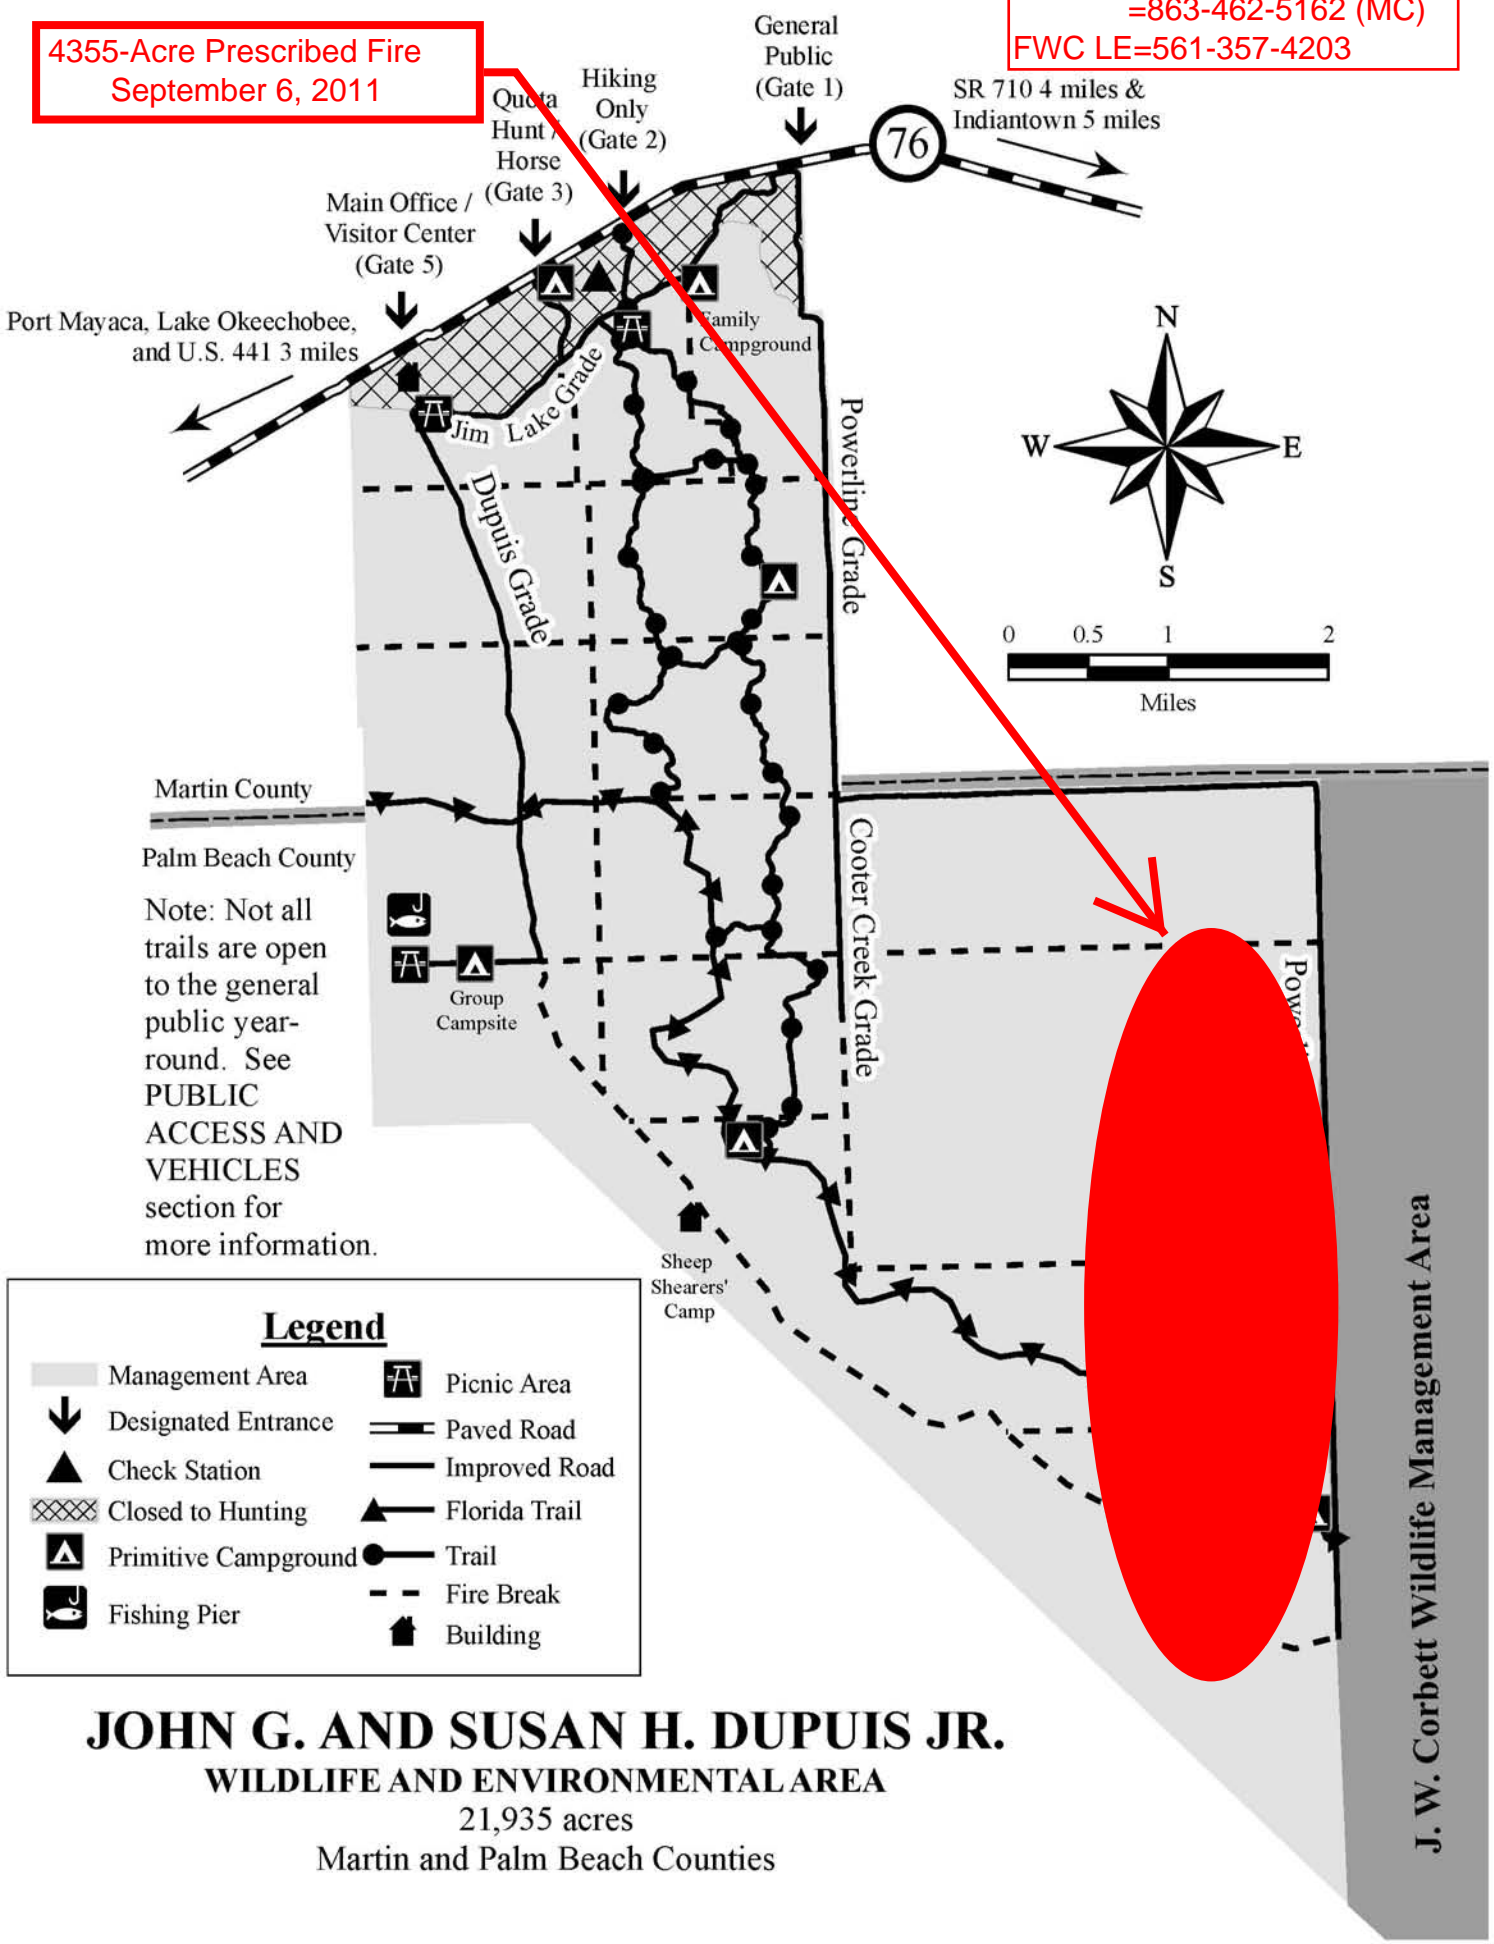 =863-462-5162 (MC)
FWC LE=561-357-4203
4355-Acre Prescribed Fire
September 6, 2011
General
Public
(Gate 1)
Hiking
Only
(Gate 2)
Quota
Hunt /
Horse
(Gate 3)
Main Office /
Visitor Center
(Gate 5)
SR 710 4 miles &
Indiantown 5 miles
76
Port Mayaca, Lake Okeechobee,
and U.S. 441 3 miles
Family
Campground
Jim Lake Grade
Dupuis Grade
Powerline Grade
N
W
E
S
0 0.5 1 2
Miles
Martin County
Palm Beach County
Cooter Creek Grade
Note: Not all
trails are open
to the general
public year-
round. See
PUBLIC
ACCESS AND
VEHICLES
section for
more information.
Group
Campsite
Sheep
Shearers'
Camp
J. W. Corbett Wildlife Management Area
Legend
Management Area
Designated Entrance
Check Station
Closed to Hunting
Primitive Campground
Fishing Pier
Picnic Area
Paved Road
Improved Road
Florida Trail
Trail
Fire Break
Building
JOHN G. AND SUSAN H. DUPUIS JR.
WILDLIFE AND ENVIRONMENTAL AREA
21,935 acres
Martin and Palm Beach Counties